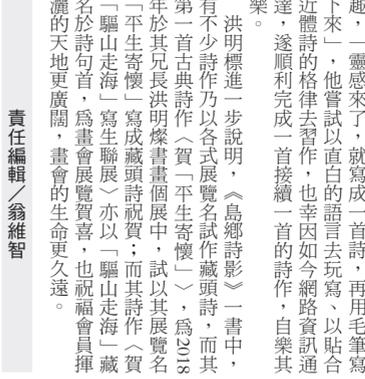 趣，一靈感來了，就寫成一首詩，再用毛筆寫
下來」，他嘗試以直白的語言去玩寫、以貼合
近體詩的格律去習作，也幸因如今網路資訊通
達，遂順利完成一首接續一首的詩作，自樂其
樂。
洪明標進一步說明，《島鄉詩影》一書中，
有不少詩作乃以各式展覽名試作藏頭詩，而其
第一首古典詩作〈賀「平生寄懷」〉，為2018
年於其兄長洪明燦書畫個展中，試以其展覽名
「平生寄懷」寫成藏頭詩祝賀；而其詩作〈賀
「驅山走海」寫生聯展〉亦以「驅山走海」藏
名於詩句首，為畫會展覽賀喜，也祝福會員揮
灑的天地更廣闊，畫會的生命更久遠。
責任編輯／翁維智